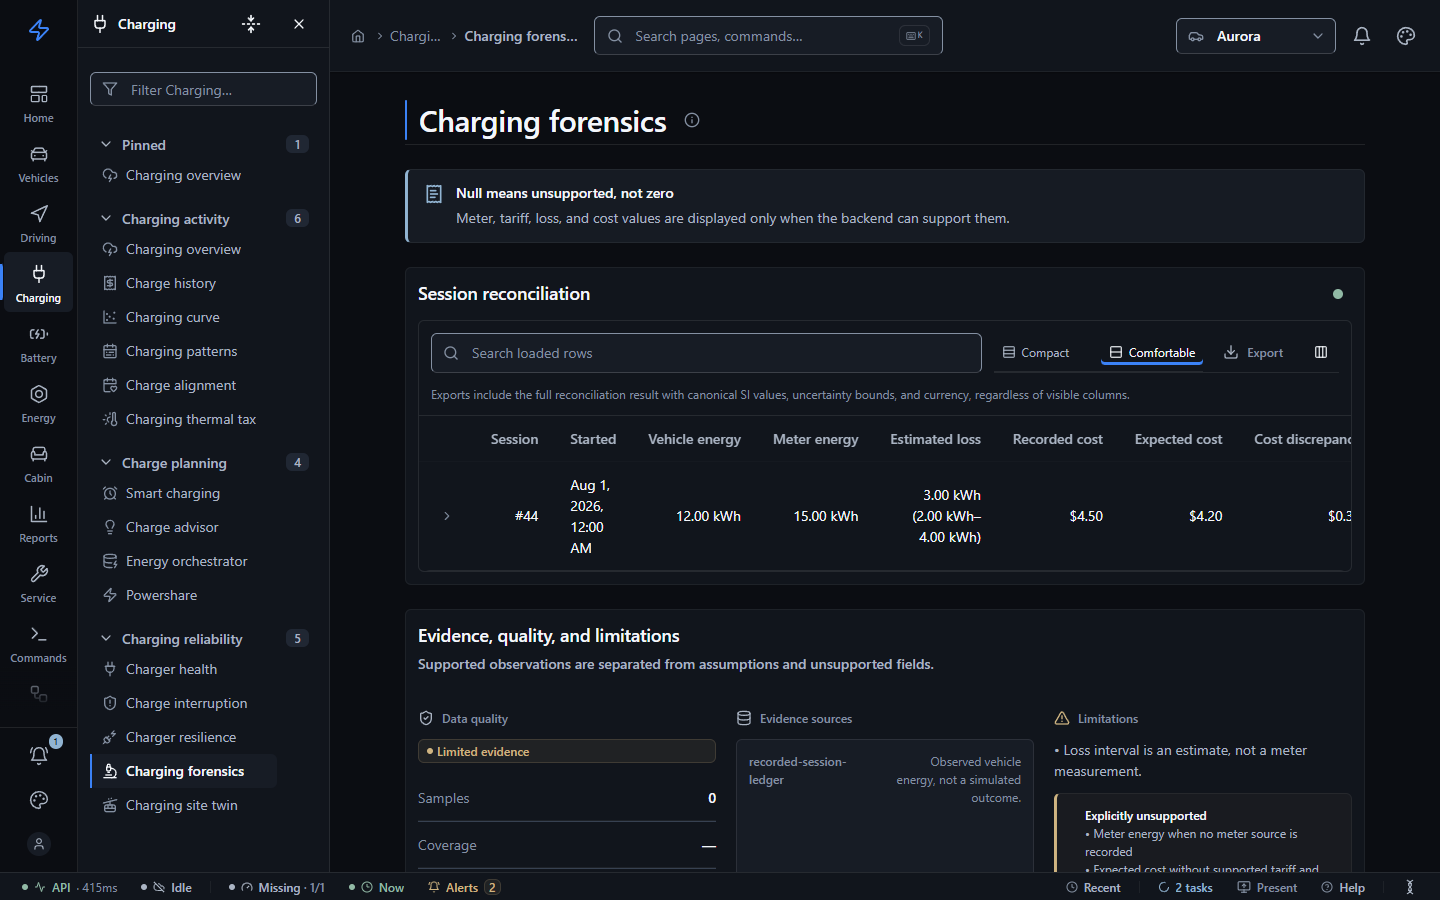 Charging
Chargi...
Charging forens...
Search pages, commands...
K
Aurora
Home
Vehicles
Driving
Charging
Battery
Energy
Cabin
Reports
Service
Commands
1
Filter Charging...
Pinned 1
Charging overview
Charging activity 6
Charging overview
Charge history
Charging curve
Charging patterns
Charge alignment
Charging thermal tax
Charge planning 4
Smart charging
Charge advisor
Energy orchestrator
Powershare
Charging reliability 5
Charger health
Charge interruption
Charger resilience
Charging forensics
Charging site twin
Charging forensics
Null means unsupported, not zero
Meter, tariff, loss, and cost values are displayed only when the backend can support them.
Session reconciliation
Search loaded rows
Compact
Comfortable
Export
Exports include the full reconciliation result with canonical SI values, uncertainty bounds, and currency, regardless of visible columns.
Session Started Vehicle energy Meter energy Estimated loss Recorded cost Expected cost Cost discrepanc
#44
Aug 1,
2026,
12:00
AM
12.00 kWh
15.00 kWh
3.00 kWh
(2.00 kWh–
4.00 kWh)
$4.50
$4.20
$0.3
Evidence, quality, and limitations
Supported observations are separated from assumptions and unsupported fields.
Data quality
Limited evidence
Samples 0
Coverage —
Evidence sources
recorded-session-
ledger
Observed vehicle
energy, not a simulated
outcome.
Limitations
• Loss interval is an estimate, not a meter
measurement.
Explicitly unsupported
• Meter energy when no meter source is
recorded
• Expected cost without supported tariff and
API · 415ms
Idle
Missing · 1/1
Now
Alerts 2
Recent
2 tasks
Present
Help